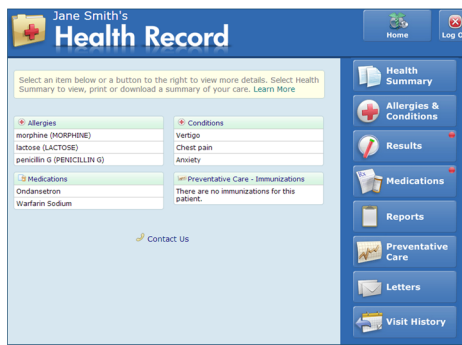 Jane Smith's
Health Record
Home
Log O
Select an item below or a button to the right to view more details. Select Health
Summary to view, print or download a summary of your care. Learn More
Allergies
morphine (MORPHINE)
lactose (LACTOSE)
penicillin G (PENICILLIN G)
Conditions
Vertigo
Chest pain
Anxiety
Medications
Ondansetron
Warfarin Sodium
Preventative Care - Immunizations
There are no immunizations for this
patient.
Contact Us
Health
Summary
Allergies &
Conditions
Results
Rx
Medications
Reports
Preventative
Care
Letters
Visit History